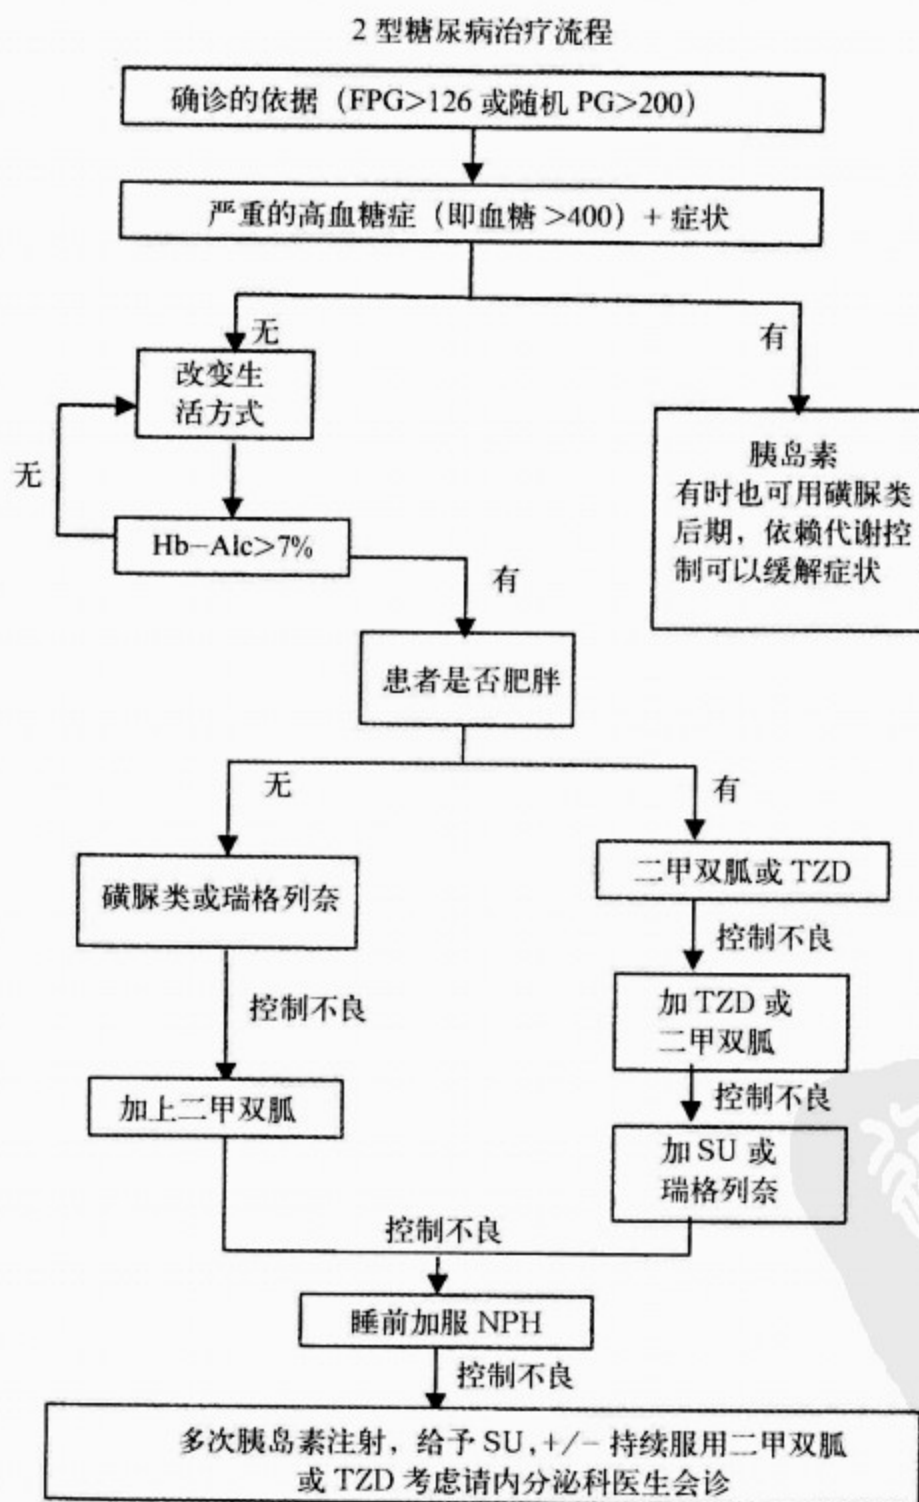 2 型糖尿病治疗流程
确诊的依据（FPG>126 或随机 PG>200）
严重的高血糖症（即血糖 >400）+ 症状
无
有
改变生
活方式
胰岛素
有时也可用磺脲类
后期，依赖代谢控
制可以缓解症状
无
Hb-Alc>7%
有
患者是否肥胖
无
有
磺脲类或瑞格列奈
二甲双胍或 TZD
控制不良
加 TZD 或
二甲双胍
控制不良
控制不良
加上二甲双胍
加 SU 或
瑞格列奈
控制不良
睡前加服 NPH
控制不良
多次胰岛素注射，给予 SU,+/- 持续服用二甲双胍
或 TZD 考虑请内分泌科医生会诊